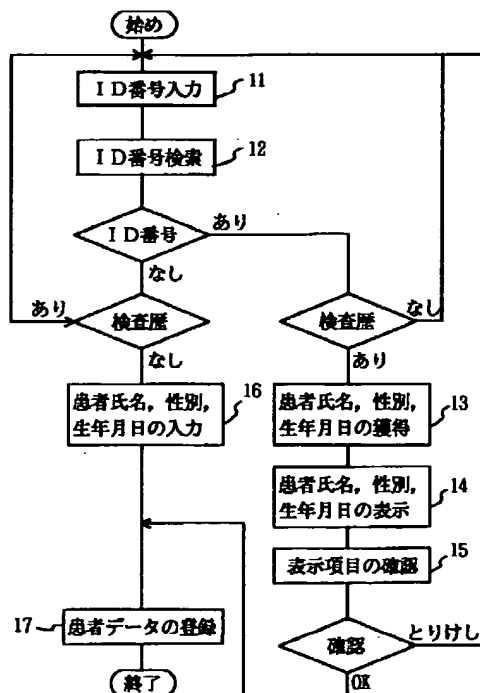 始め
ID番号入力
11
ID番号検索
12
ID番号
あり
なし
あり
検査歴
検査歴
なし
なし
あり
患者氏名，性別，
生年月日の入力
16
患者氏名，性別，
生年月日の獲得
13
患者氏名，性別，
生年月日の表示
14
表示項目の確認
15
17
患者データの登録
確認
とりけし
終了
OK